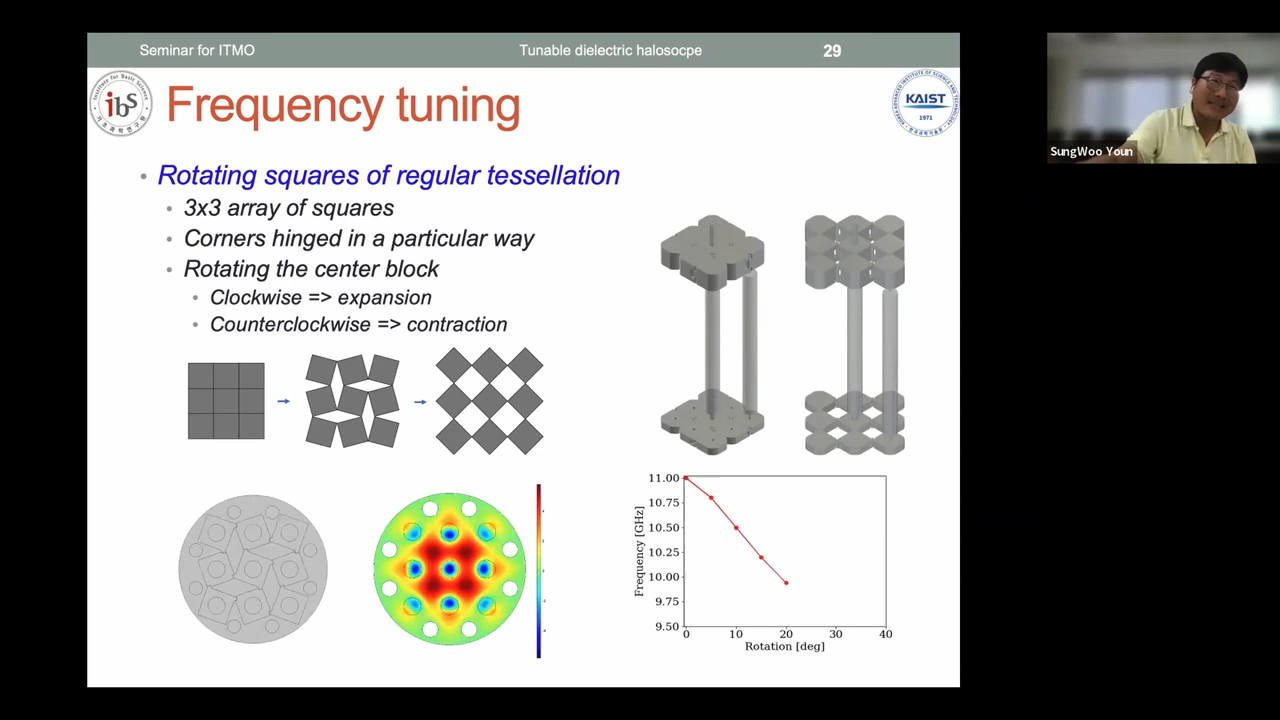 Seminar for ITMO
Tunable dielectric halosocpe
29
ibS
KAIST
1971
Frequency tuning
SungWoo Youn
• Rotating squares of regular tessellation
• 3x3 array of squares
• Corners hinged in a particular way
• Rotating the center block
• Clockwise => expansion
• Counterclockwise => contraction
11.00
10.75
10.50
10.25
10.00
9.75
9.50
Frequency [GHz]
0 10 20 30 40
Rotation [deg]